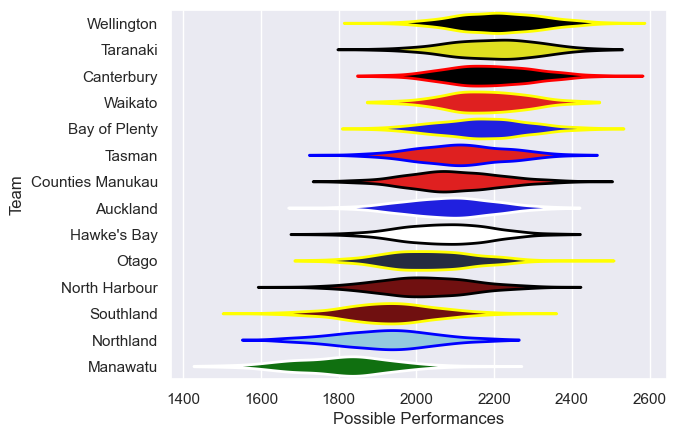 Wellington
Taranaki
Canterbury
Waikato
Bay of Plenty
Tasman
Counties Manukau
Auckland
Hawke's Bay
Otago
North Harbour
Southland
Northland
Manawatu
Team
1400 1600 1800 2000 2200 2400 2600
Possible Performances